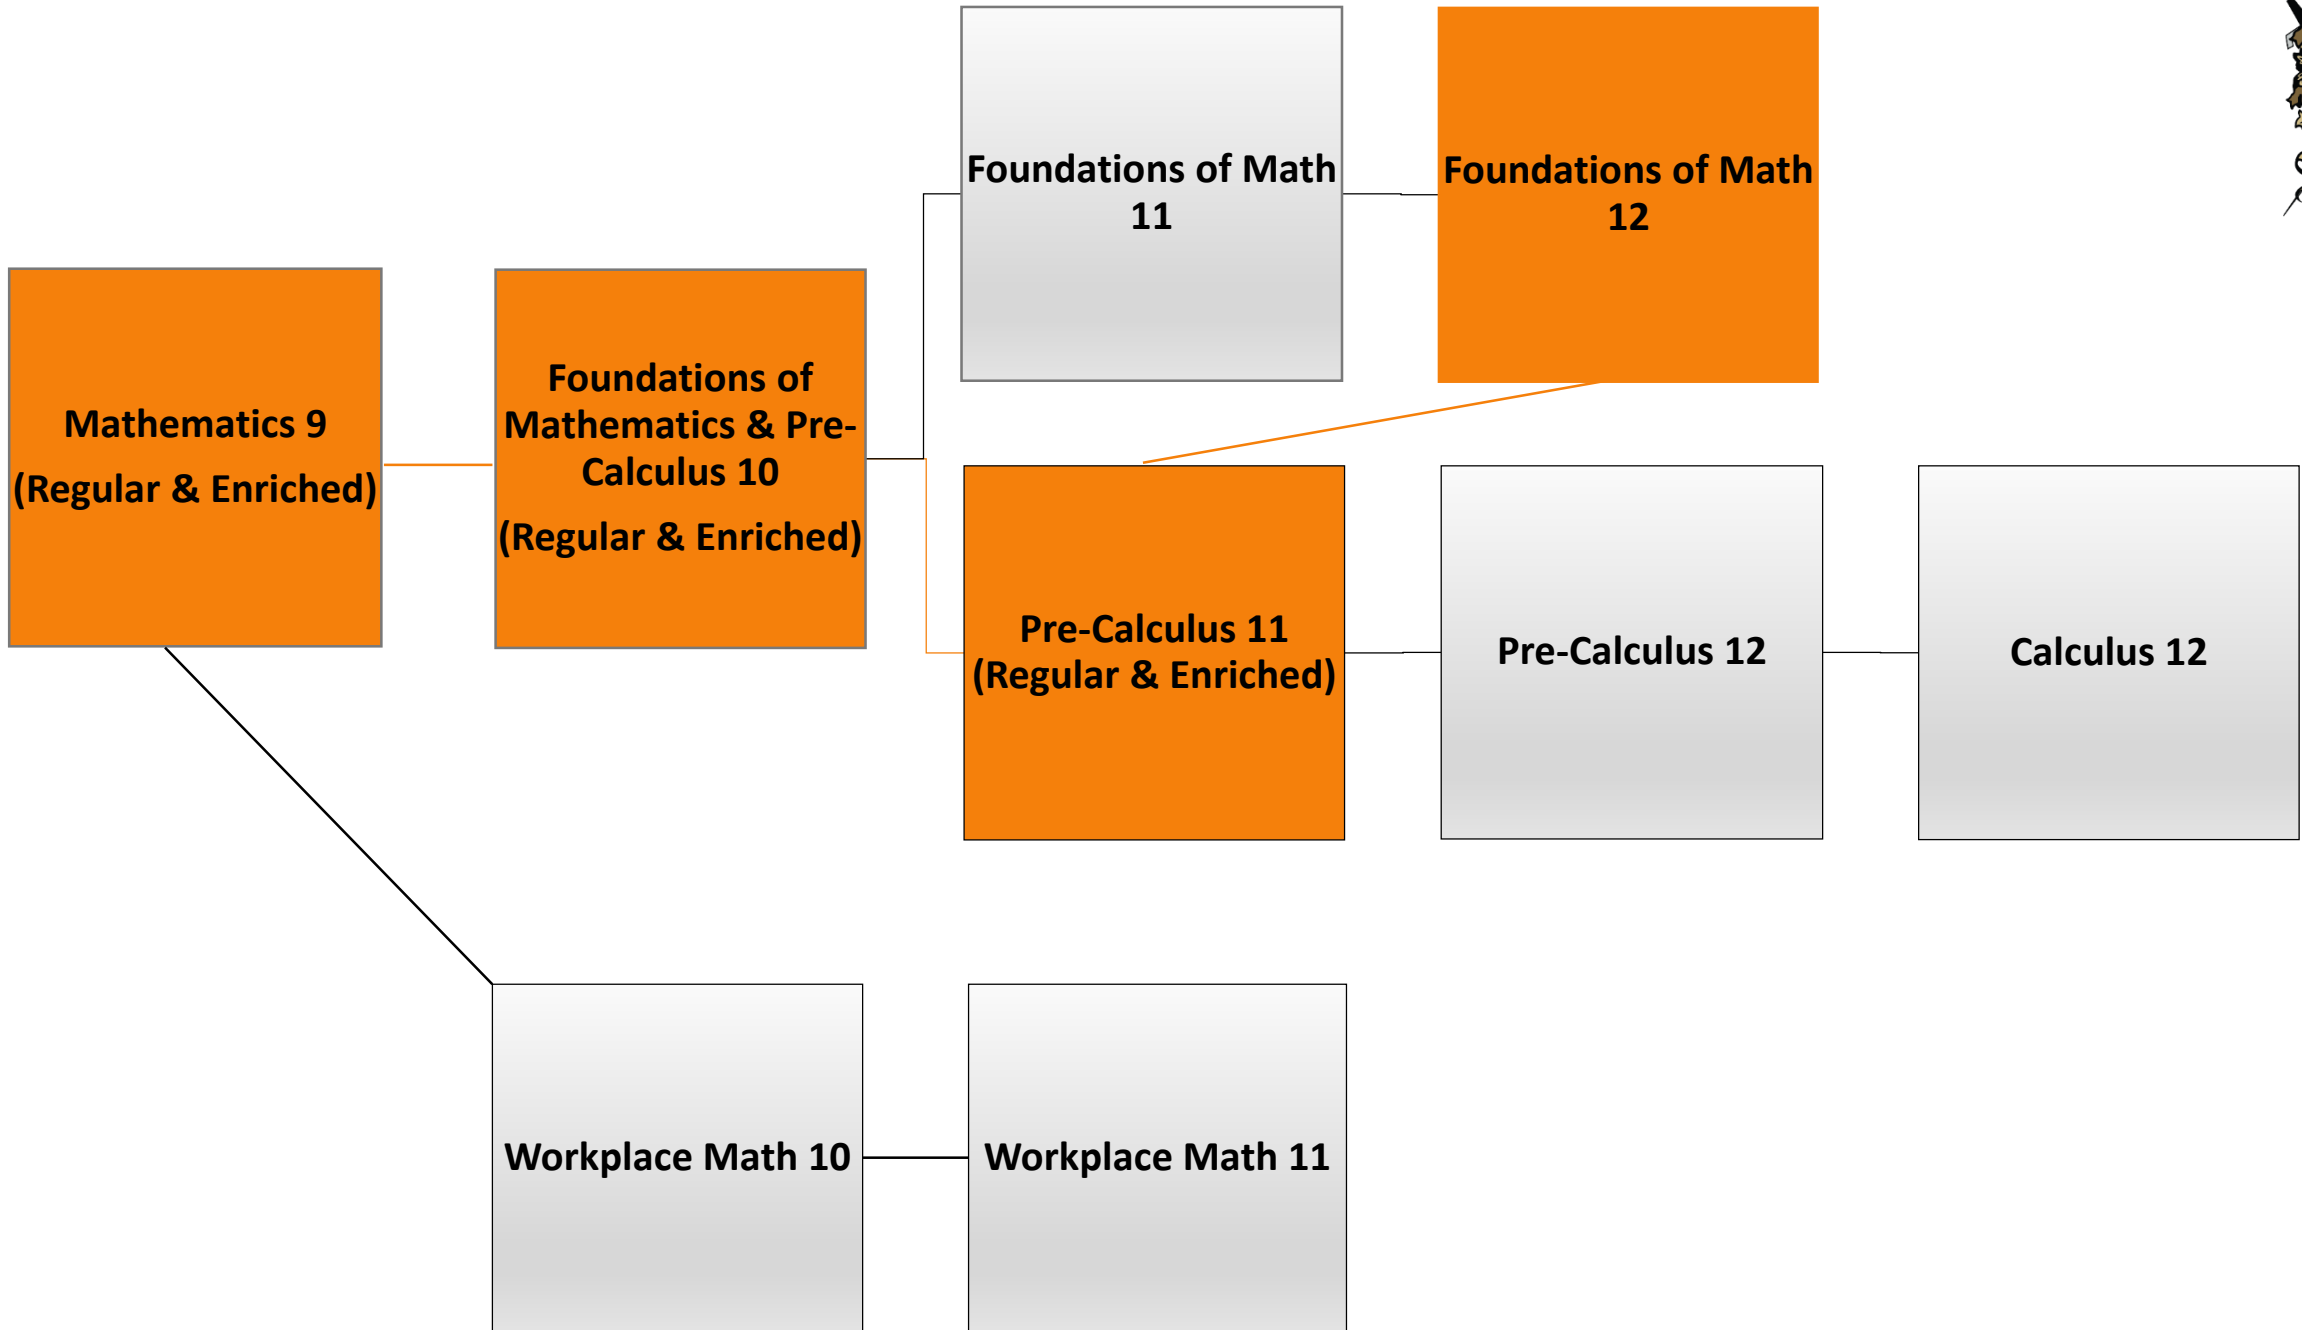 Foundations of Math
11
Foundations of Math
12
Mathematics 9
(Regular & Enriched)
Foundations of
Mathematics & Pre-
Calculus 10
(Regular & Enriched)
Pre-Calculus 11
(Regular & Enriched)
Pre-Calculus 12
Calculus 12
Workplace Math 10
Workplace Math 11